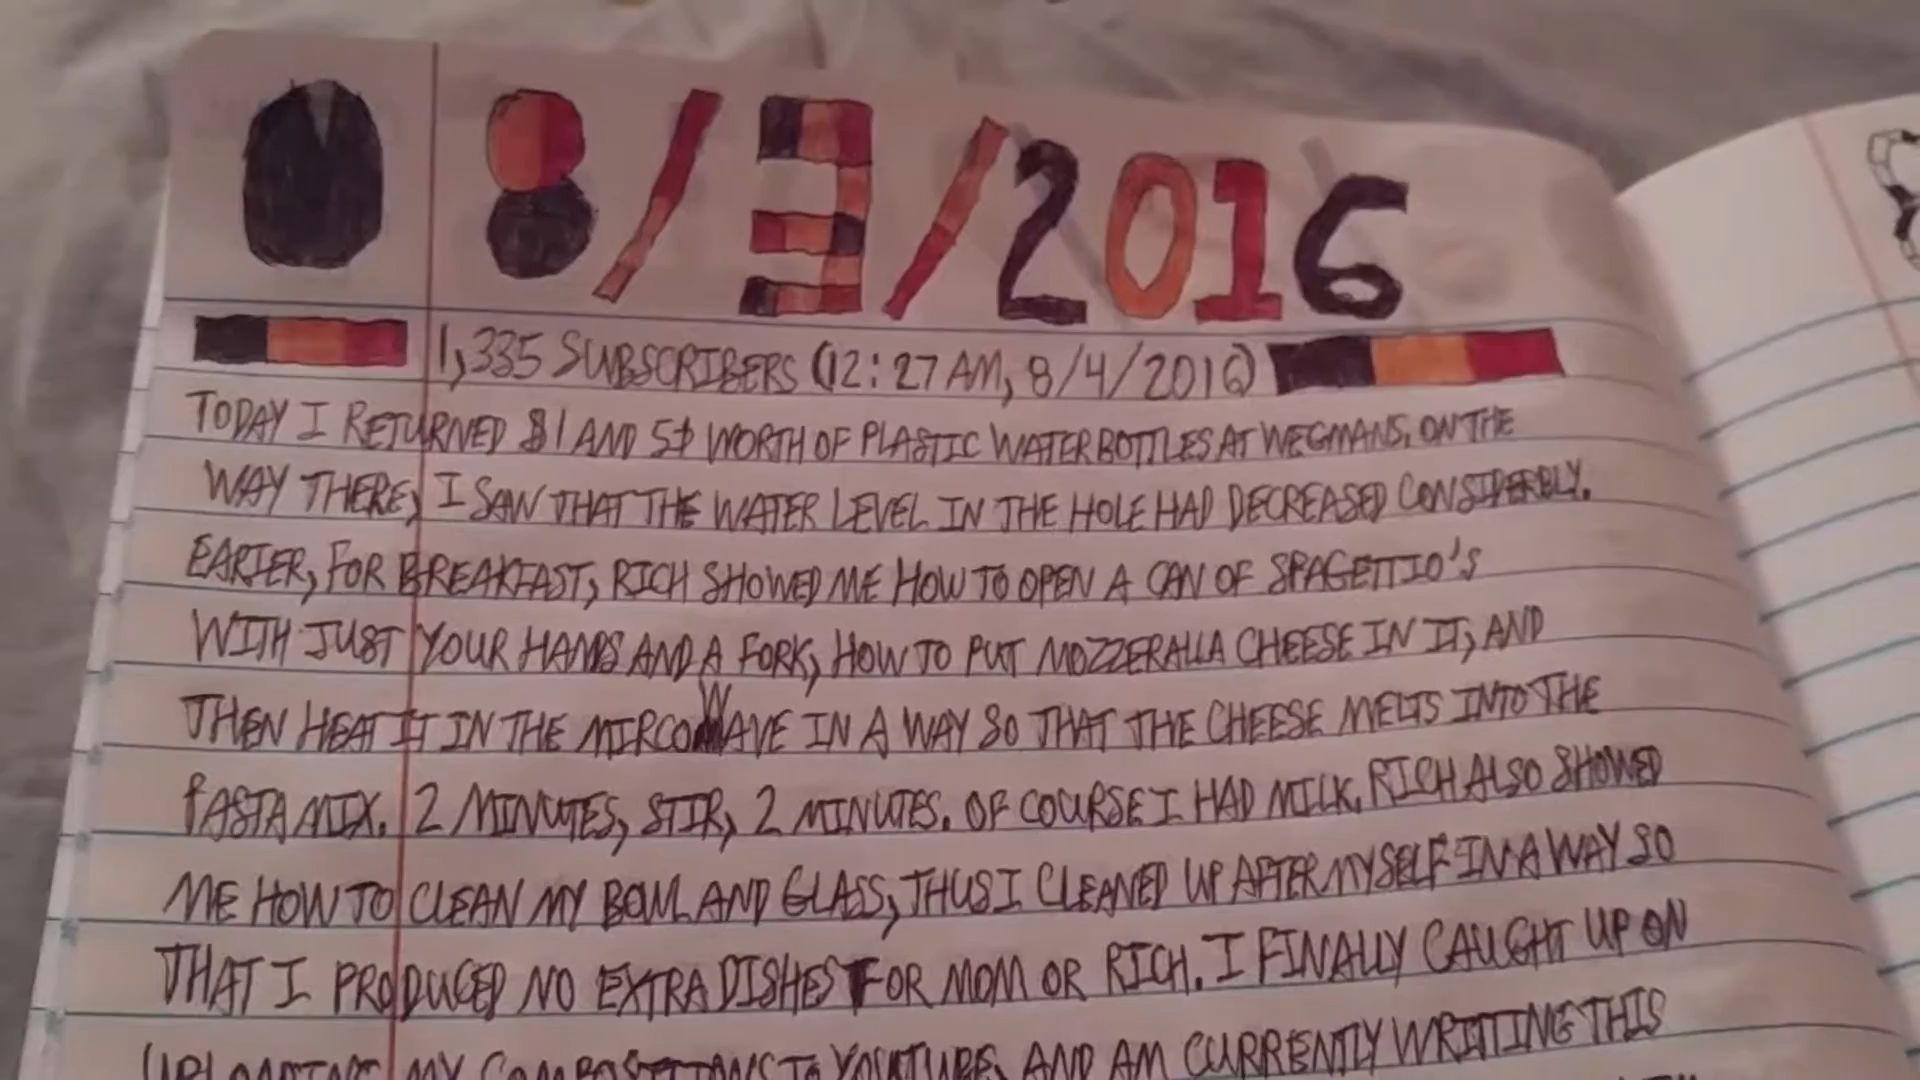 8/3/2016
1,335 SUBSCRIBERS (12:27 AM, 8/4/2016)
TODAY I RETURNED $1 AND 5¢ WORTH OF PLASTIC WATER BOTTLES AT WEGMANS. ON THE
WAY THERE, I SAW THAT THE WATER LEVEL IN THE HOLE HAD DECREASED CONSIDERBLY.
EARIER, FOR BREAKFAST, RICH SHOWED ME HOW TO OPEN A CAN OF SPAGETTIO'S
WITH JUST YOUR HANDS AND A FORK, HOW TO PUT MOZZERALLA CHEESE IN IT, AND
THEN HEAT IT IN THE MIRCOWAVE IN A WAY SO THAT THE CHEESE MELTS INTO THE
PASTA MIX. 2 MINUTES, STIR, 2 MINUTES. OF COURSE I HAD MILK. RICH ALSO SHOWED
ME HOW TO CLEAN MY BOWL AND GLASS, THUS I CLEANED UP AFTER MYSELF IN A WAY SO
THAT I PRODUCED NO EXTRA DISHES FOR MOM OR RICH. I FINALLY CAUGHT UP ON
UPLOADING MY COMPOSITIONS TO YOUTUBE, AND AM CURRENTLY WRITING THIS